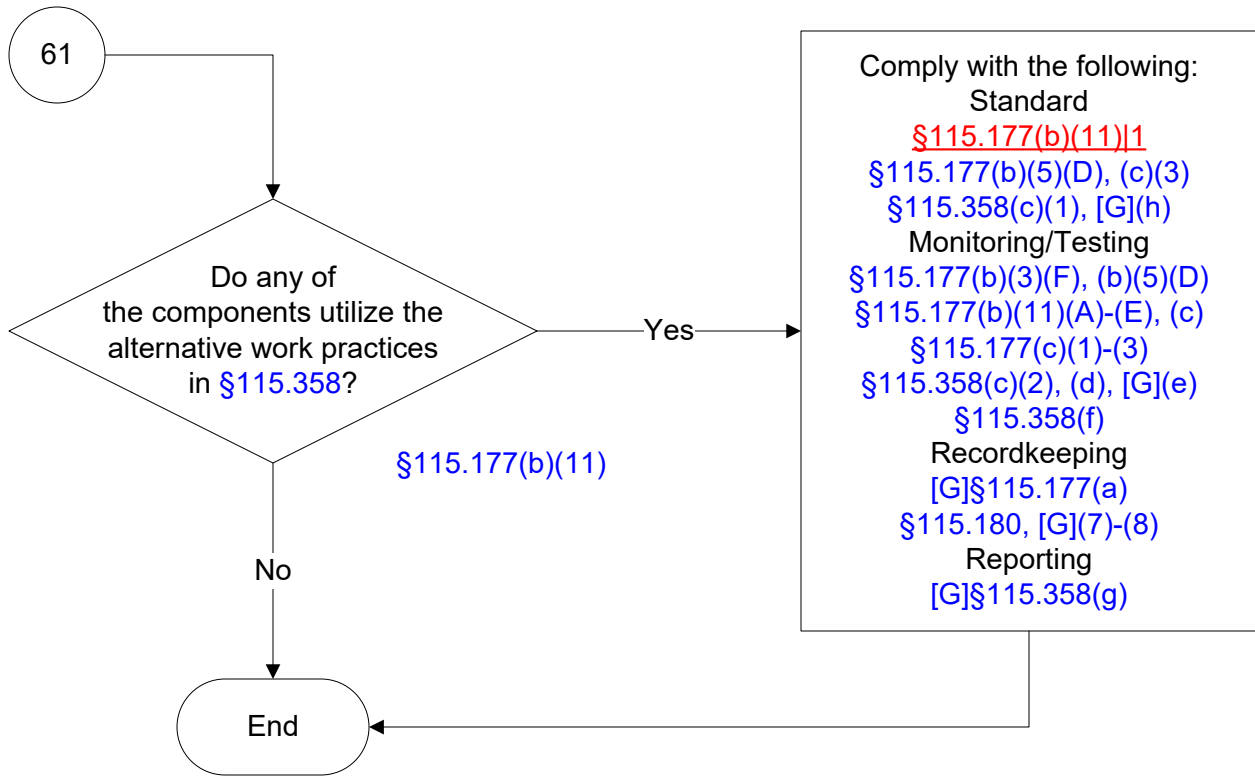 61
Do any of
the components utilize the
alternative work practices
in §115.358?
§115.177(b)(11)
Yes
No
End
Comply with the following:
Standard
§115.177(b)(11)|1
§115.177(b)(5)(D), (c)(3)
§115.358(c)(1), [G](h)
Monitoring/Testing
§115.177(b)(3)(F), (b)(5)(D)
§115.177(b)(11)(A)-(E), (c)
§115.177(c)(1)-(3)
§115.358(c)(2), (d), [G](e)
§115.358(f)
Recordkeeping
[G]§115.177(a)
§115.180, [G](7)-(8)
Reporting
[G]§115.358(g)